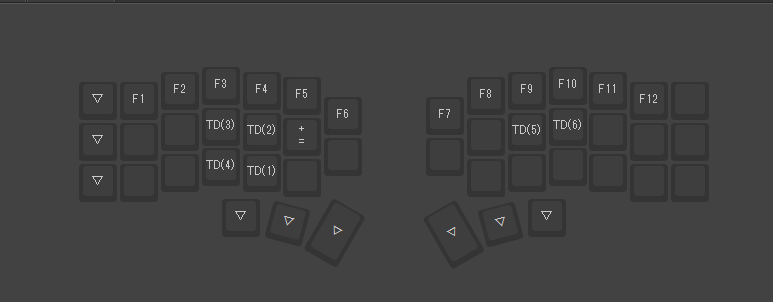 ▽ F1 F2 F3 F4 F5 F6 F7 F8 F9 F10 F11 F12
▽ TD(3) TD(2) + TD(5) TD(6)
=
▽ TD(4) TD(1)
▽ ▽ ▷ ◁ ▽ ▽